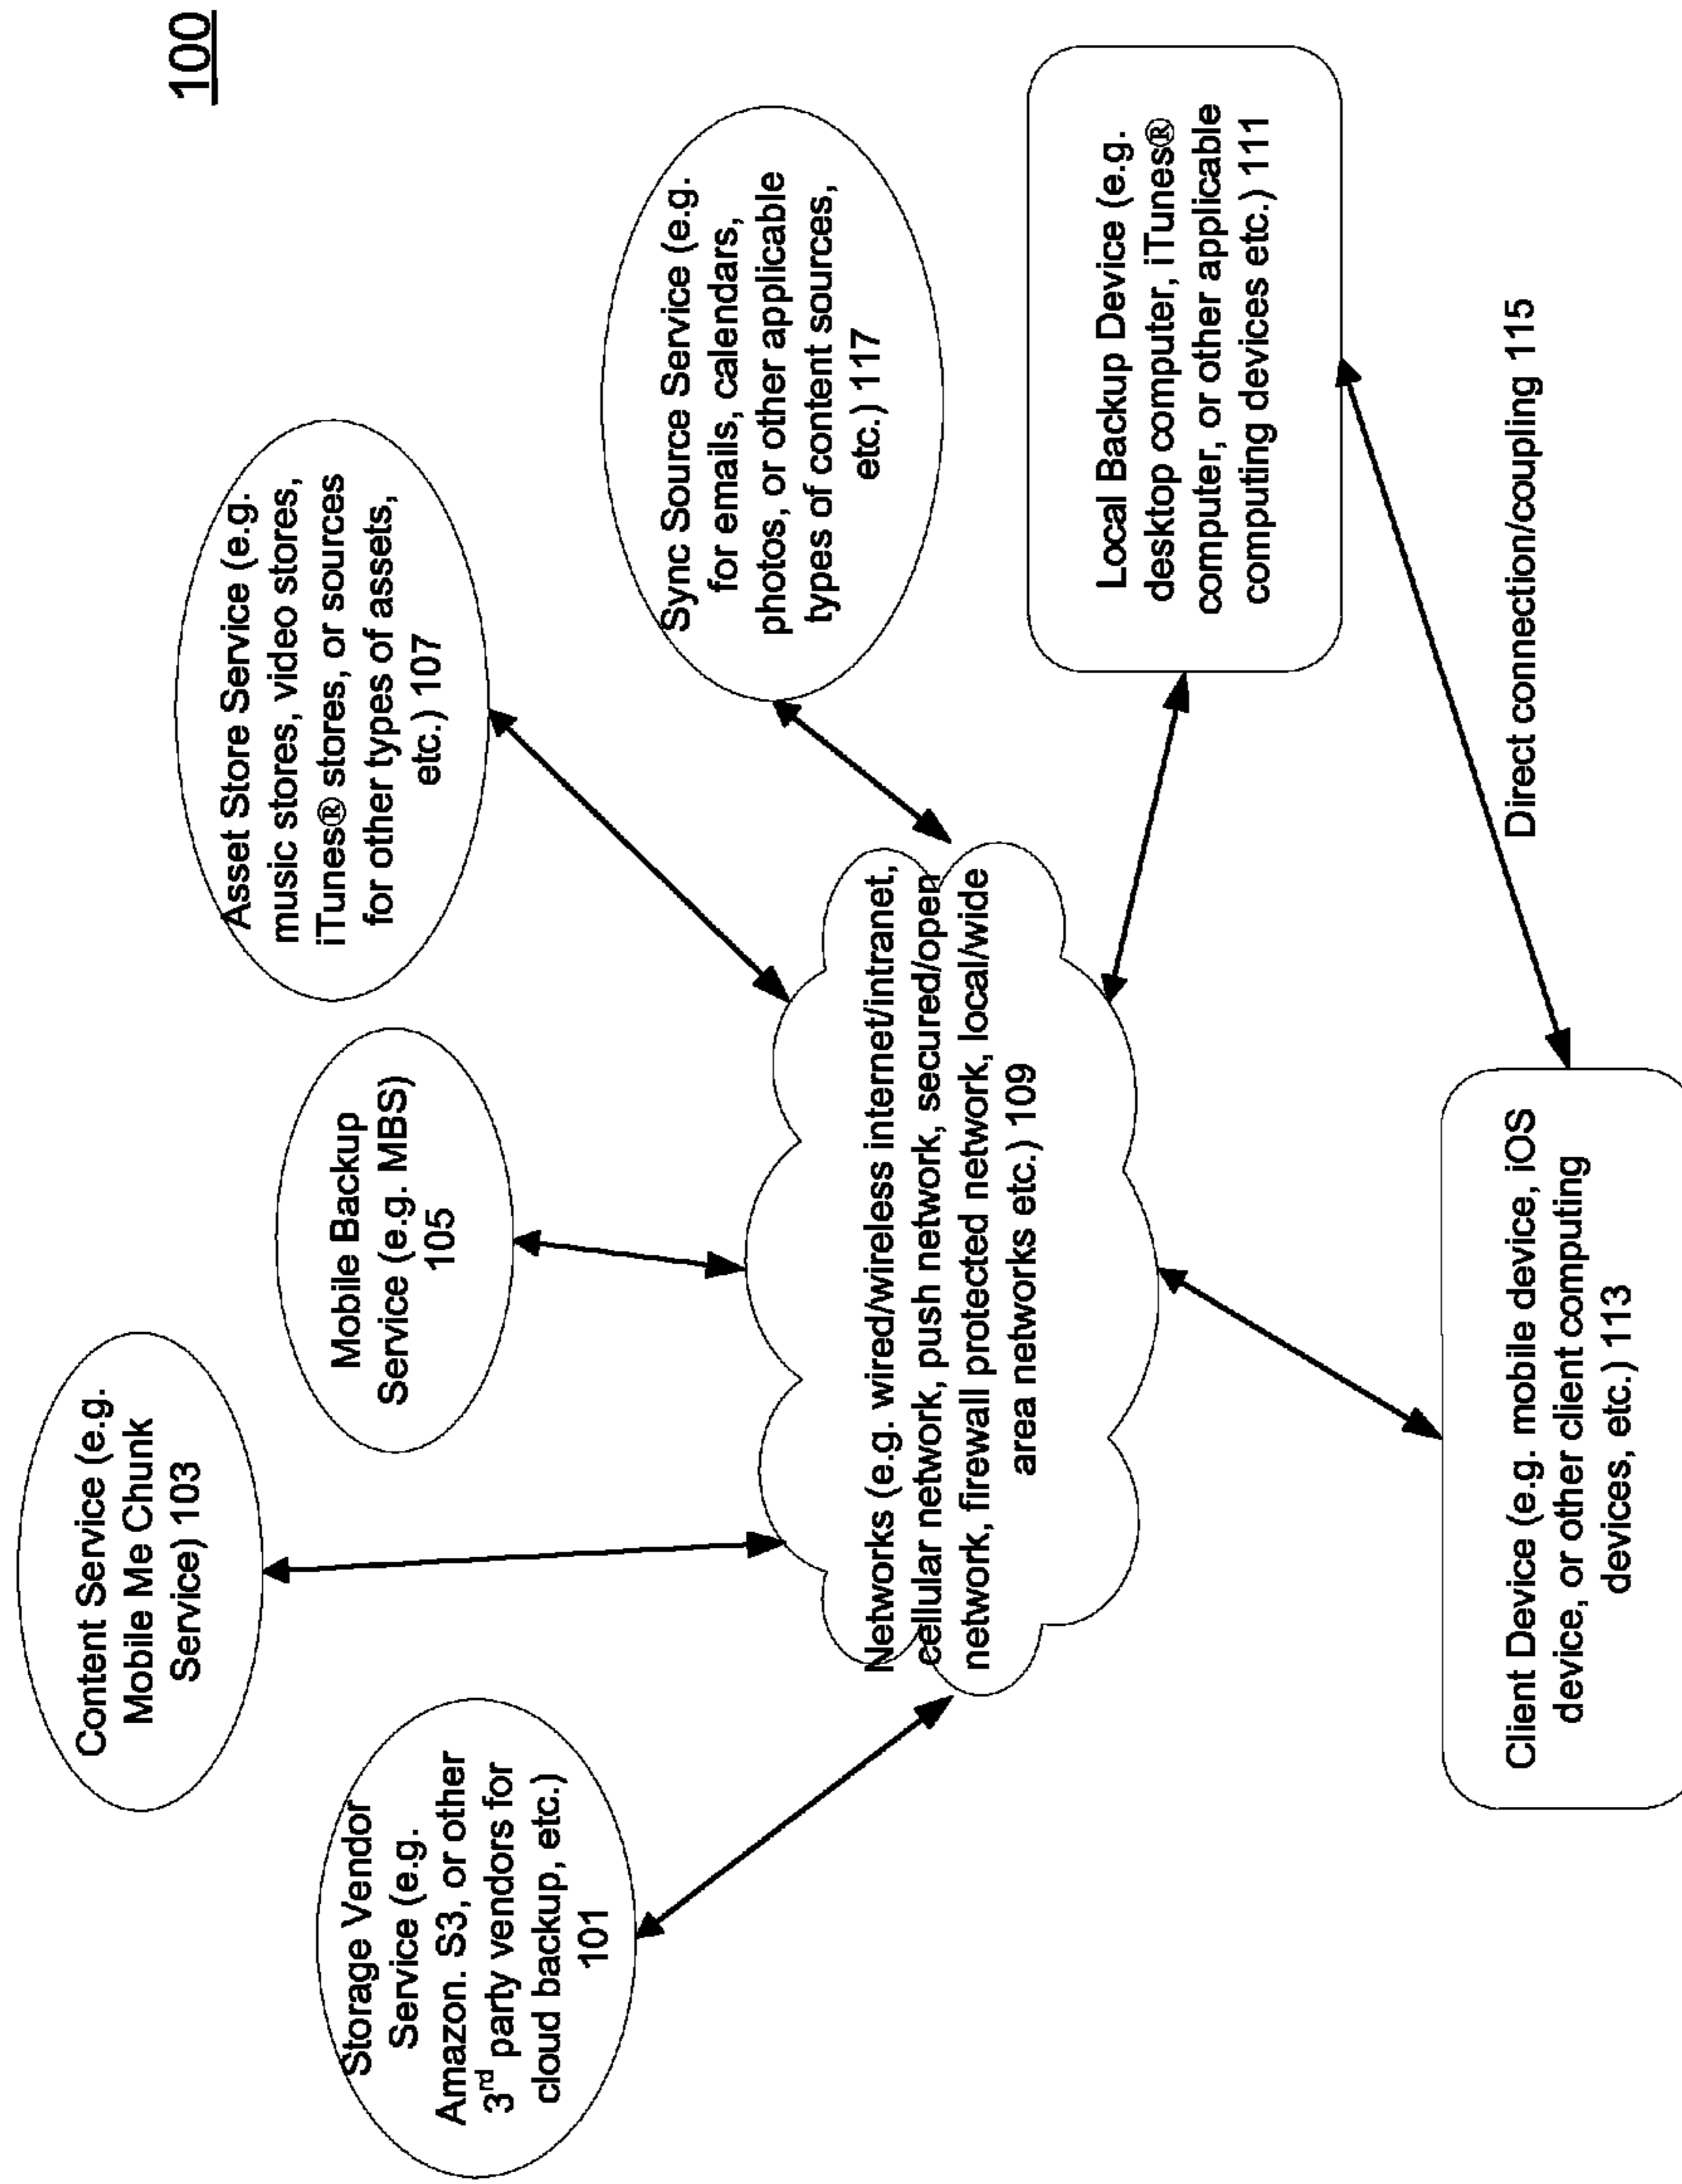 100
Content Service (e.g.
Mobile Me Chunk
Service) 103
Storage Vendor
Service (e.g.
Amazon. S3, or other
3rd party vendors for
cloud backup, etc.)
101
Mobile Backup
Service (e.g. MBS)
105
Asset Store Service (e.g.
music stores, video stores,
iTunes® stores, or sources
for other types of assets,
etc.) 107
Sync Source Service (e.g.
for emails, calendars,
photos, or other applicable
types of content sources,
etc.) 117
Networks (e.g. wired/wireless internet/intranet,
cellular network, push network, secured/open
network, firewall protected network, local/wide
area networks etc.) 109
Local Backup Device (e.g.
desktop computer, iTunes®
computer, or other applicable
computing devices etc.) 111
Direct connection/coupling 115
Client Device (e.g. mobile device, iOS
device, or other client computing
devices, etc.) 113